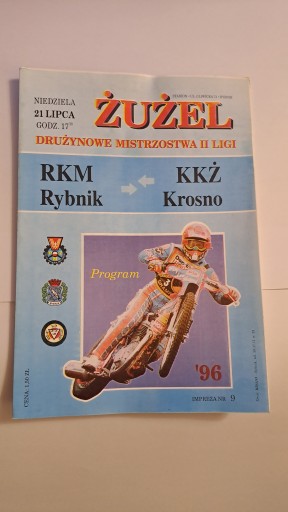 NIEDZIELA
21 LIPCA
GODZ. 17
ŻUŻEL
DRUŻYNOWE MISTRZOSTWA II LIGI
RKM
Rybnik
KKŻ
Krosno
Program
'96
CENA 1,50 ZŁ
IMPREZA NR 9